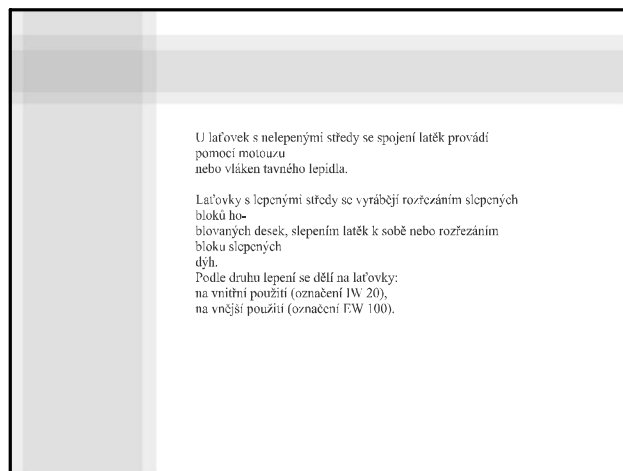 U laťovek s nelepenými středy se spojení latěk provádí
pomocí motouzu
nebo vláken tavného lepidla.
Laťovky s lepenými středy se vyrábějí rozřezáním slepených
bloků ho-
blovaných desek, slepením latěk k sobě nebo rozřezáním
bloku slepených
dýh.
Podle druhu lepení se dělí na laťovky:
na vnitřní použití (označení IW 20),
na vnější použití (označení EW 100).